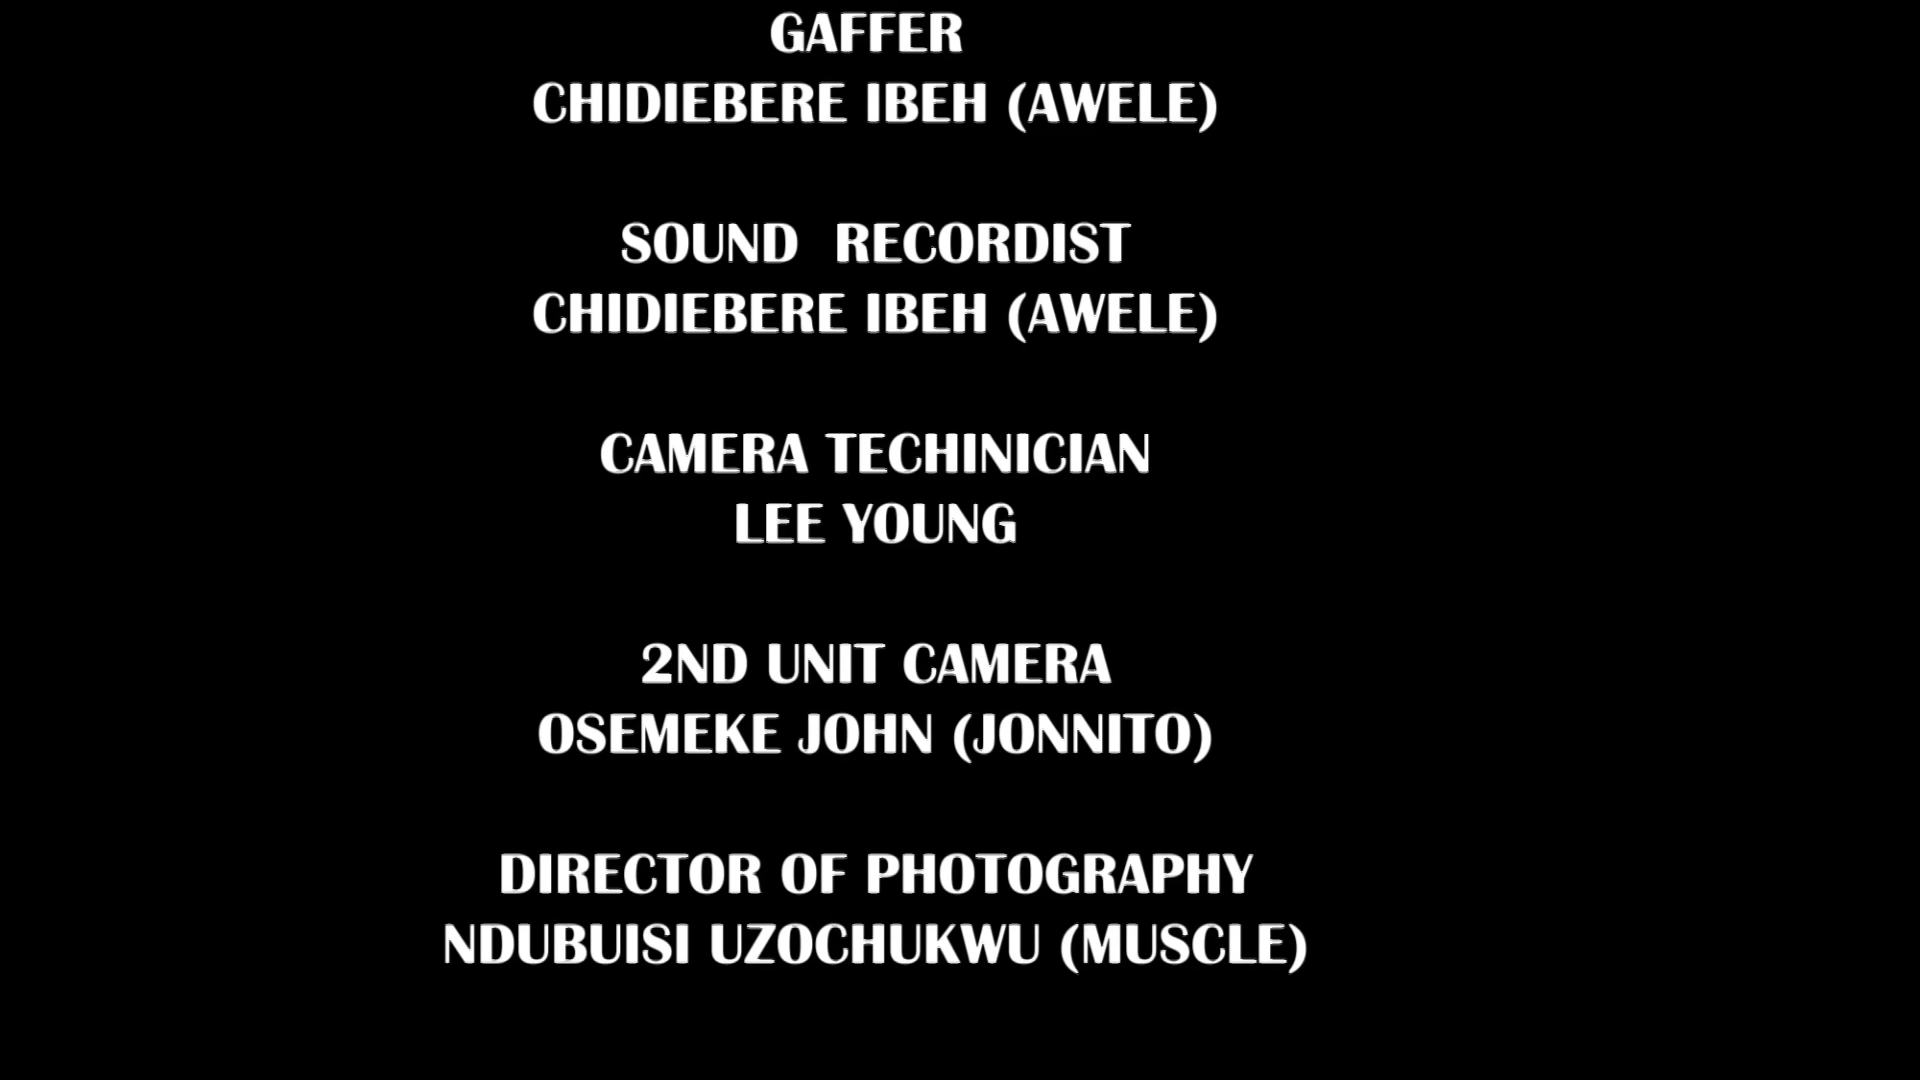 GAFFER
CHIDIEBERE IBEH (AWELE)
SOUND  RECORDIST
CHIDIEBERE IBEH (AWELE)
CAMERA TECHINICIAN
LEE YOUNG
2ND UNIT CAMERA
OSEMEKE JOHN (JONNITO)
DIRECTOR OF PHOTOGRAPHY
NDUBUISI UZOCHUKWU (MUSCLE)